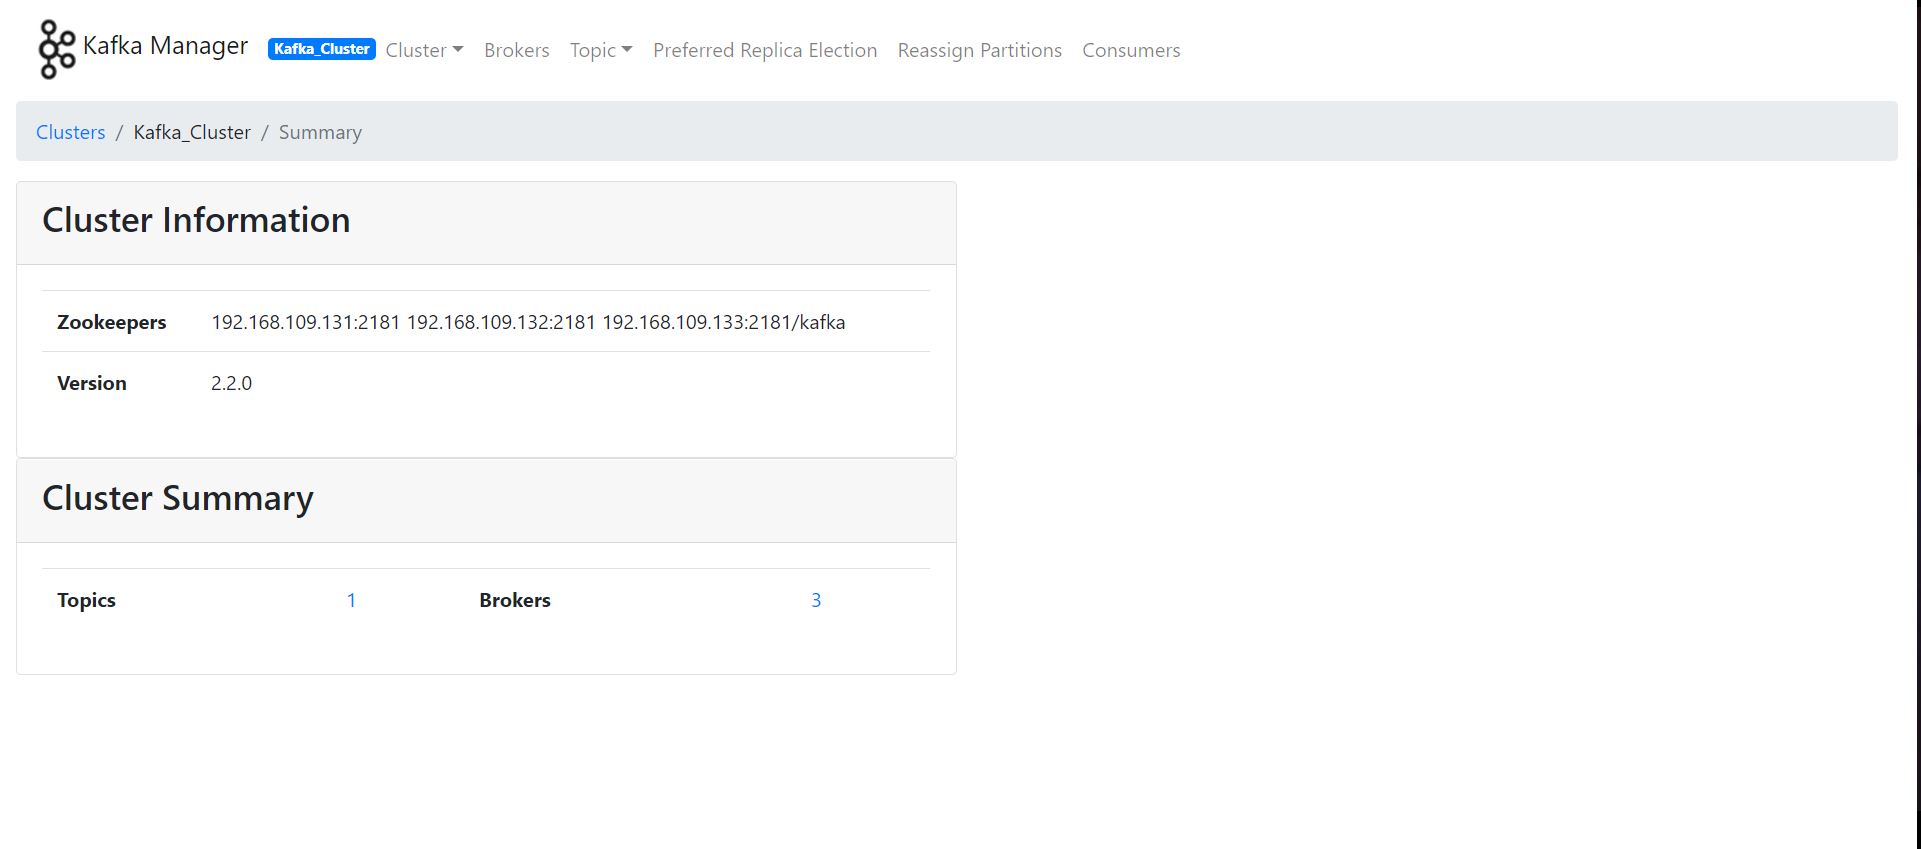 Kafka Manager Kafka_Cluster Cluster Brokers Topic Preferred Replica Election Reassign Partitions Consumers
Clusters / Kafka_Cluster / Summary
Cluster Information
Zookeepers 192.168.109.131:2181 192.168.109.132:2181 192.168.109.133:2181/kafka
Version 2.2.0
Cluster Summary
Topics 1 Brokers 3